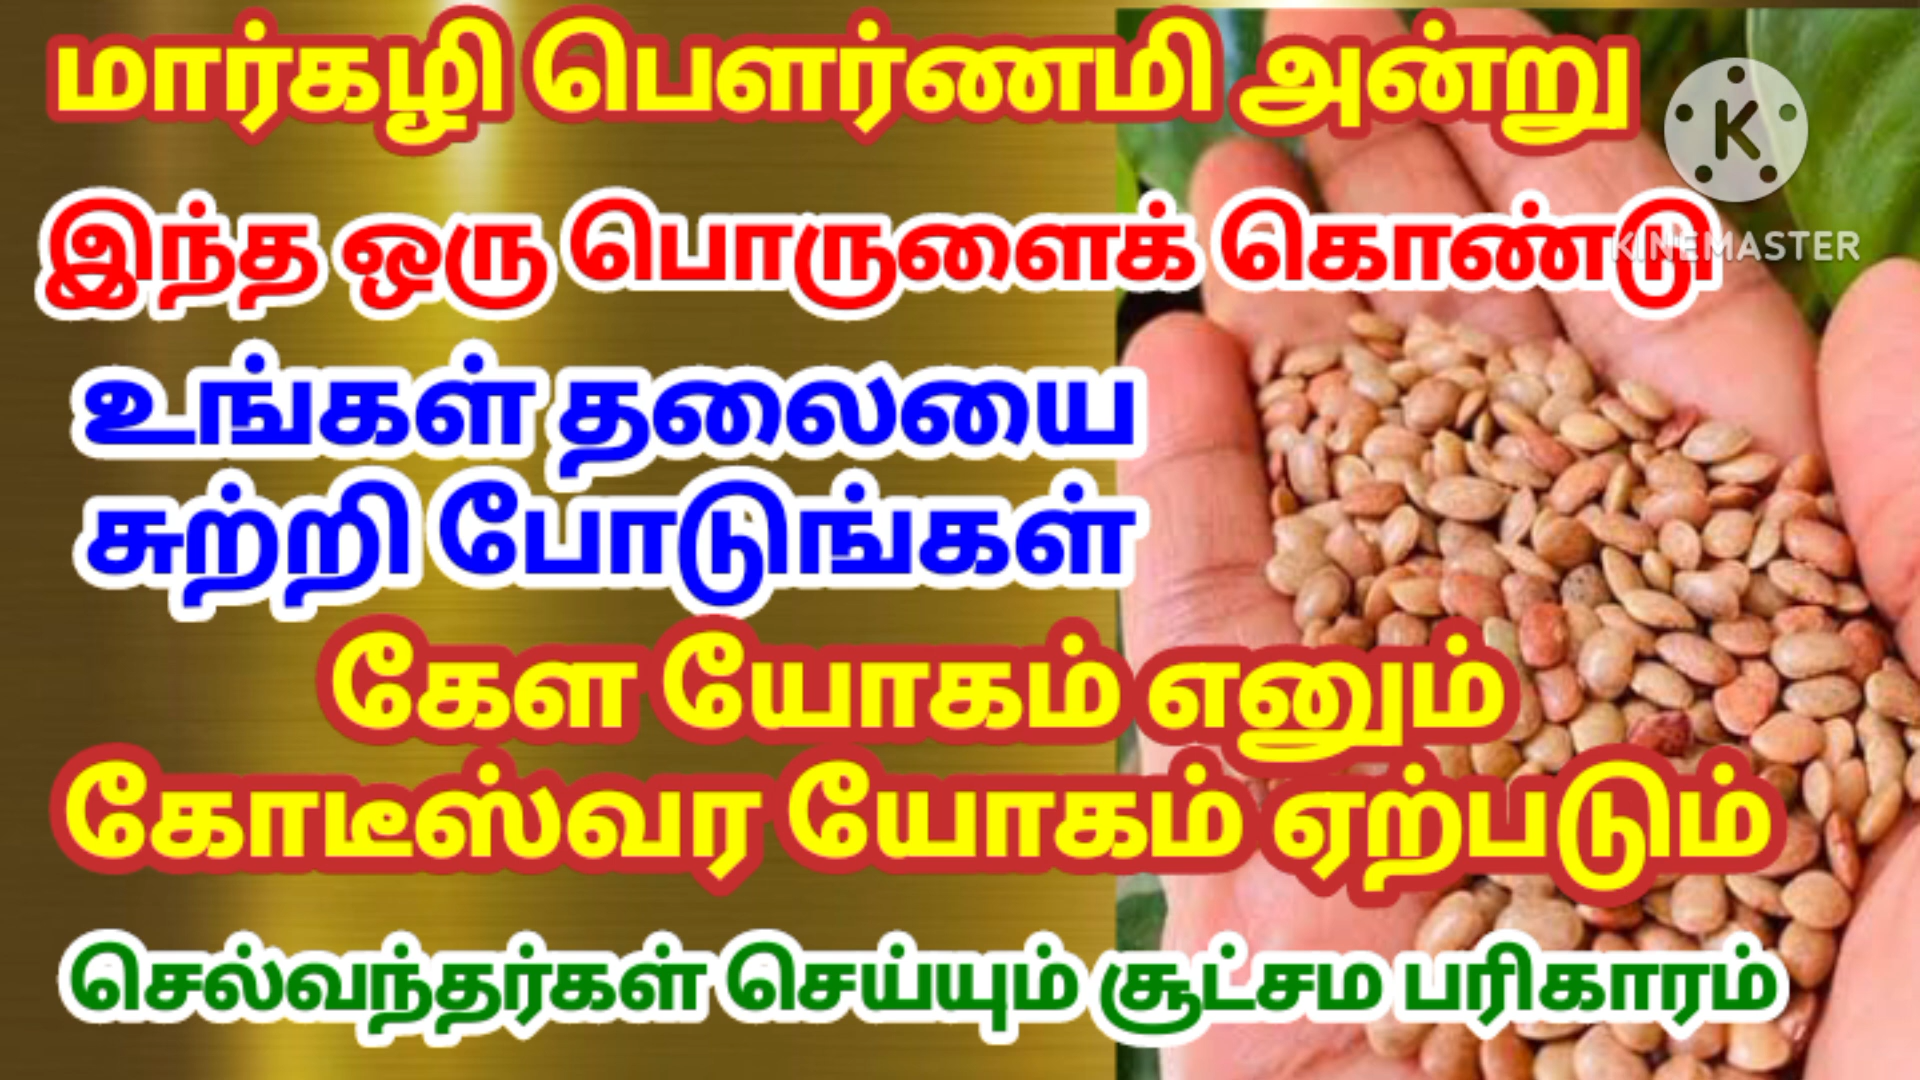 மார்கழி பௌர்ணமி அன்று
இந்த ஒரு பொருளைக் கொண்டு
உங்கள் தலையை
சுற்றி போடுங்கள்
கேள யோகம் எனும்
கோடீஸ்வர யோகம் ஏற்படும்
செல்வந்தர்கள் செய்யும் சூட்சம பரிகாரம்
K
KINEMASTER